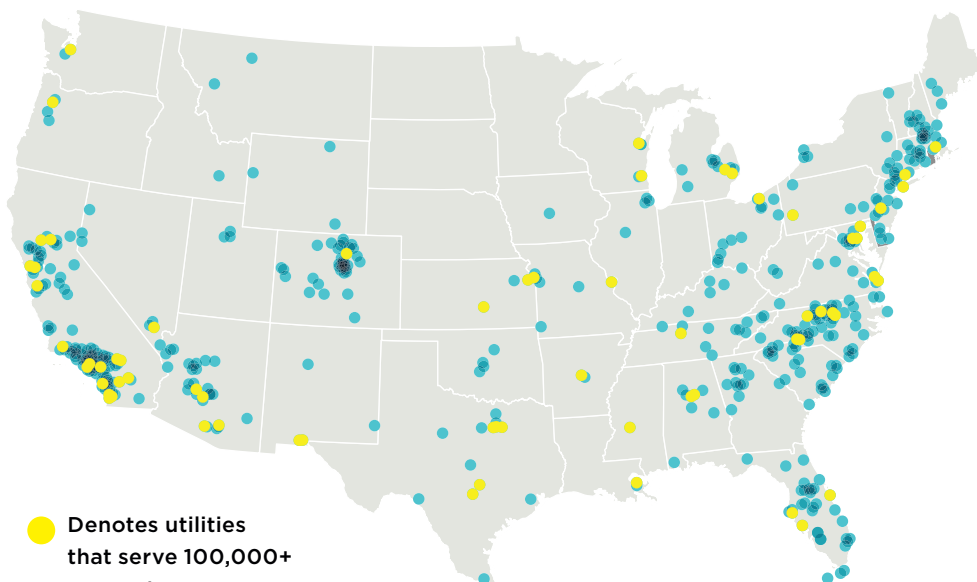 Denotes utilities
that serve 100,000+